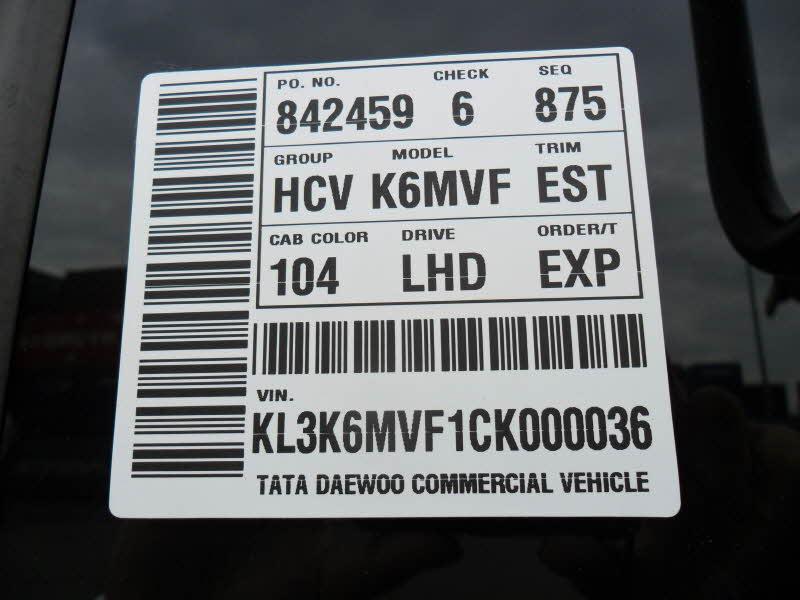 PO. NO. CHECK SEQ
842459 6 875
GROUP MODEL TRIM
HCV K6MVF EST
CAB COLOR DRIVE ORDER/T
104 LHD EXP
VIN.
KL3K6MVF1CK000036
TATA DAEWOO COMMERCIAL VEHICLE